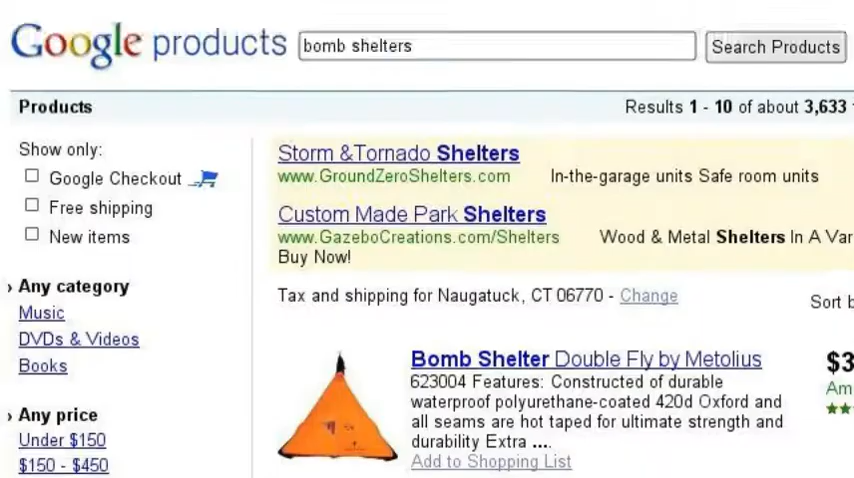 Google products bomb shelters Search Products
Products Results 1 - 10 of about 3,633
Show only:
Google Checkout
Free shipping
New items
Any category
Music
DVDs & Videos
Books
Any price
Under $150
$150 - $450
Storm &Tornado Shelters
www.GroundZeroShelters.com In-the-garage units Safe room units
Custom Made Park Shelters
www.GazeboCreations.com/Shelters Wood & Metal Shelters In A Var
Buy Now!
Tax and shipping for Naugatuck, CT 06770 - Change
Sort b
Bomb Shelter Double Fly by Metolius
623004 Features: Constructed of durable
waterproof polyurethane-coated 420d Oxford and
all seams are hot taped for ultimate strength and
durability Extra ....
Add to Shopping List
$3
Am